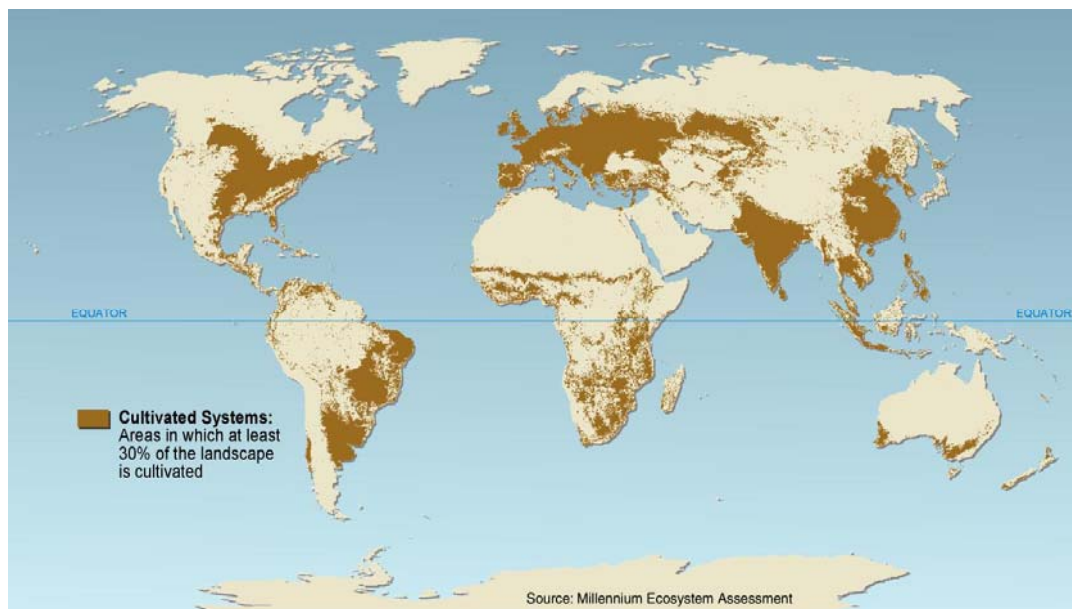 EQUATOR
EQUATOR
Cultivated Systems:
Areas in which at least
30% of the landscape
is cultivated
Source: Millennium Ecosystem Assessment